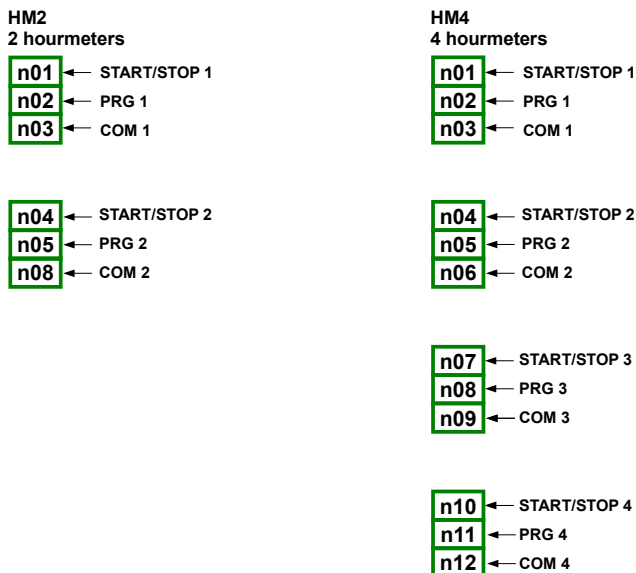 HM2
2 hourmeters
n01 START/STOP 1
n02 PRG 1
n03 COM 1
n04 START/STOP 2
n05 PRG 2
n08 COM 2
HM4
4 hourmeters
n01 START/STOP 1
n02 PRG 1
n03 COM 1
n04 START/STOP 2
n05 PRG 2
n06 COM 2
n07 START/STOP 3
n08 PRG 3
n09 COM 3
n10 START/STOP 4
n11 PRG 4
n12 COM 4